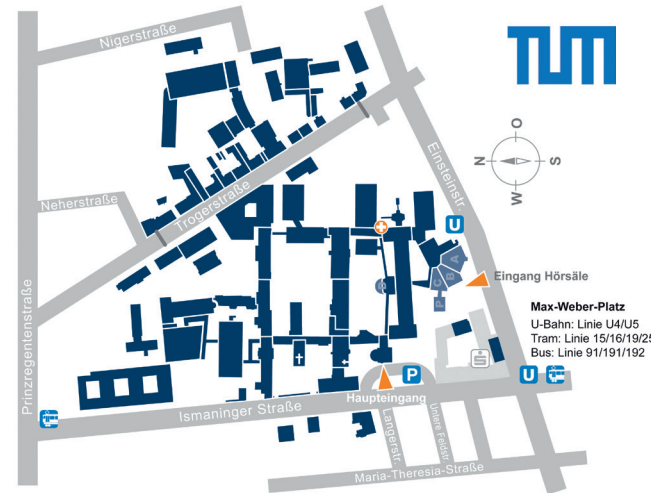 Nigerstraße
TUM
Einsteinstr.
O
N
S
W
Neherstraße
Trogerstraße
U
Prinzregentenstraße
A
B
C
D
P
Eingang Hörsäle
Max-Weber-Platz
U-Bahn: Linie U4/U5
Tram: Linie 15/16/19/25
Bus: Linie 91/191/192
S
P
U
Haupteingang
Ismaninger Straße
Langerstr.
Untere Feldstr.
Maria-Theresia-Straße